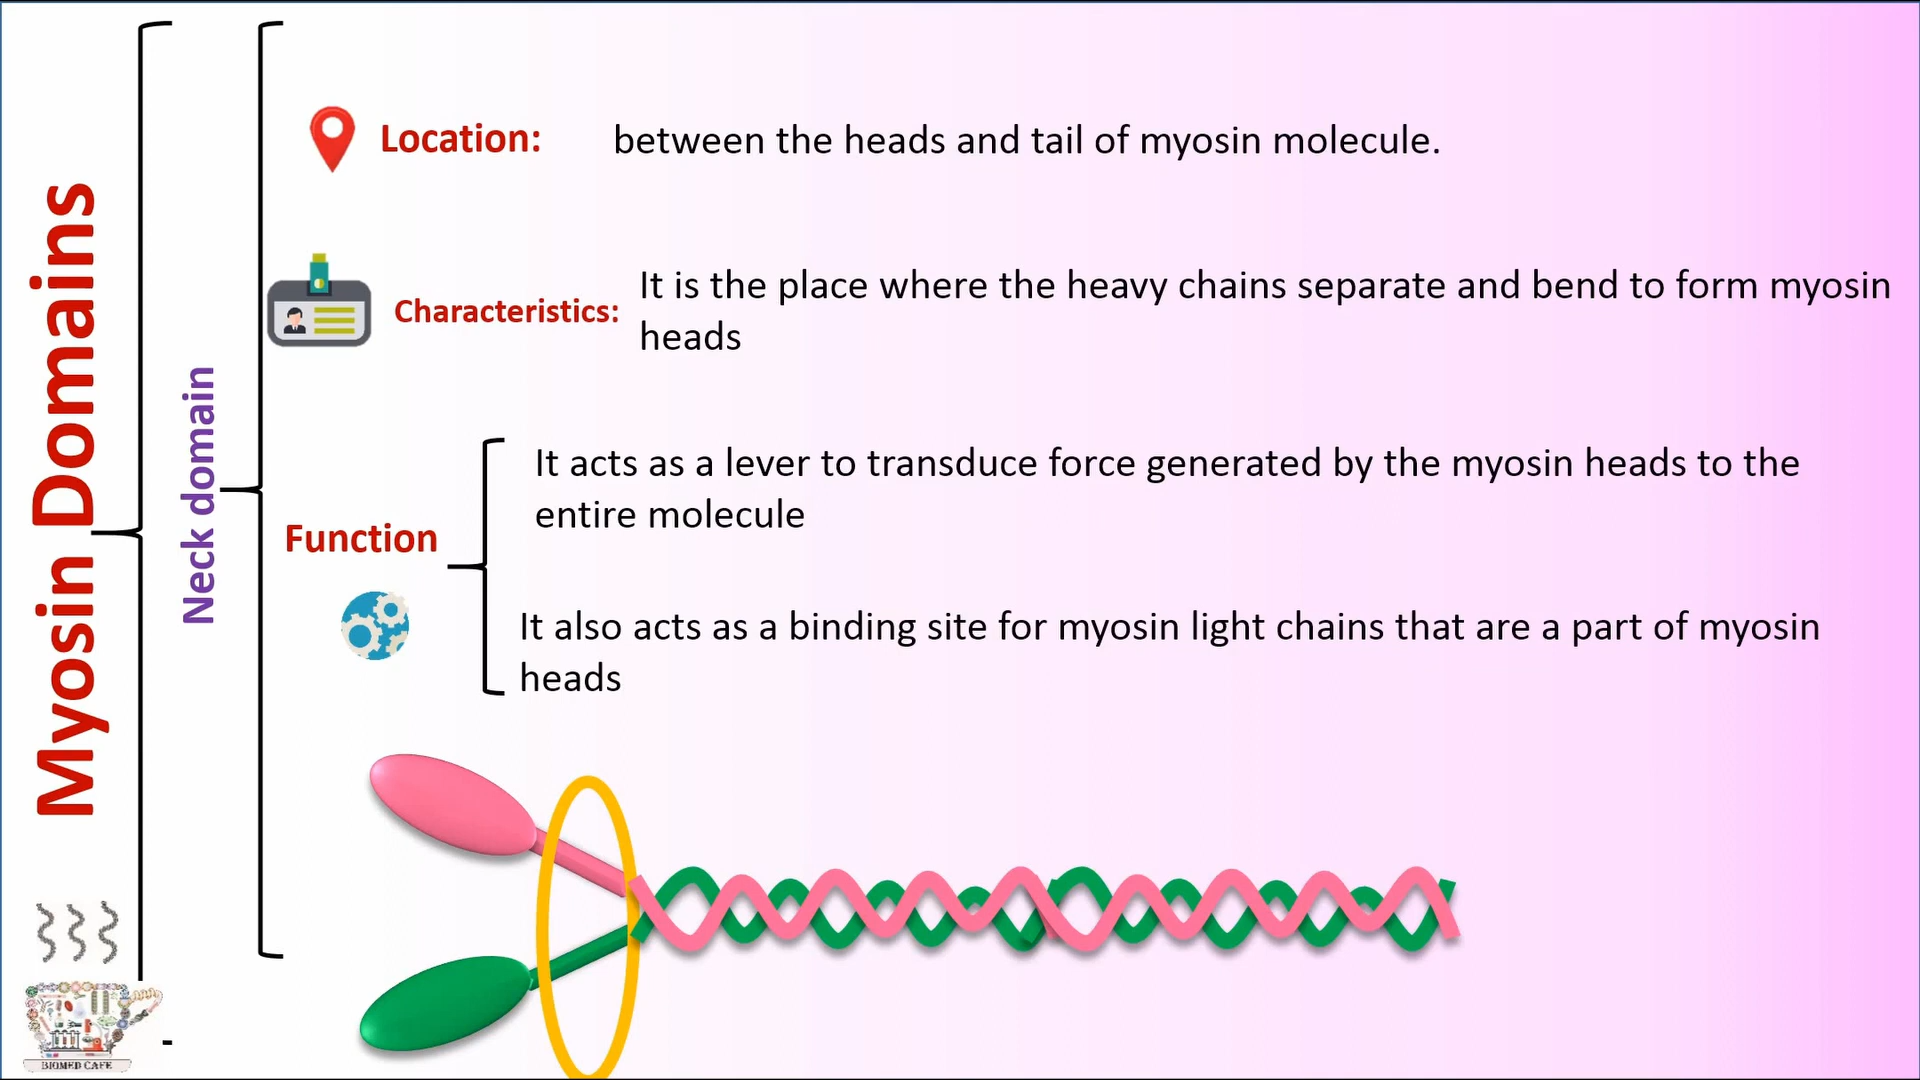 Myosin Domains
Neck domain
Location:
between the heads and tail of myosin molecule.
Characteristics:
It is the place where the heavy chains separate and bend to form myosin
heads
Function
It acts as a lever to transduce force generated by the myosin heads to the
entire molecule
It also acts as a binding site for myosin light chains that are a part of myosin
heads
BIOMED CAFE